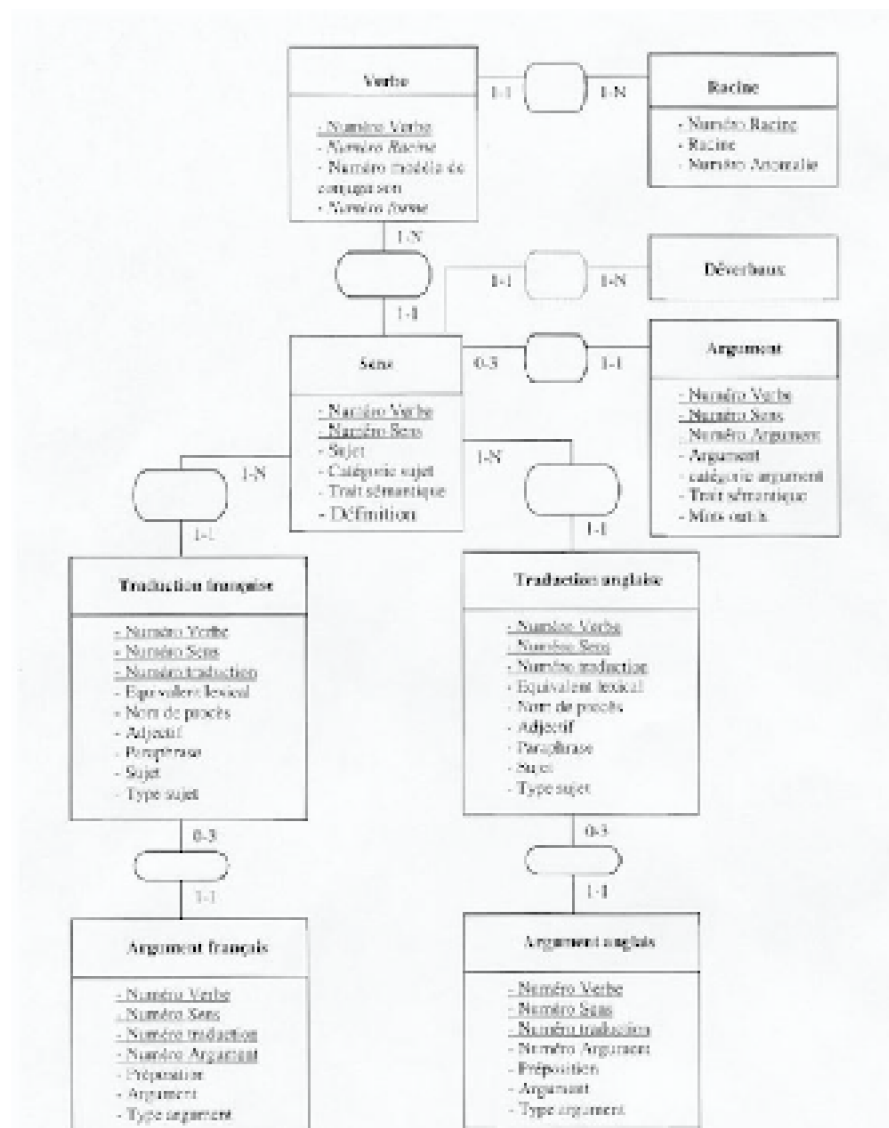 Verbe
- Numéro Verbe
- Numéro Racine
- Numéro modèle de
conjugaison
- Numéro forme
1-1
1-N
Racine
- Numéro Racine
- Racine
- Numéro Anomalie
1-N
1-1
1-1
1-N
Déverbaux
Sens
- Numéro Verbe
- Numéro Sens
- Sujet
- Catégorie sujet
- Trait sémantique
- Définition
0-3
1-1
Argument
- Numéro Verbe
- Numéro Sens
- Numéro Argument
- Argument
- catégorie argument
- Trait sémantique
- Mots outils
1-N
1-N
1-1
1-1
Traduction française
- Numéro Verbe
- Numéro Sens
- Numéro traduction
- Equivalent lexical
- Nom de procès
- Adjectif
- Paraphrase
- Sujet
- Type sujet
Traduction anglaise
- Numéro Verbe
- Numéro Sens
- Numéro traduction
- Equivalent lexical
- Nom de procès
- Adjectif
- Paraphrase
- Sujet
- Type sujet
0-3
0-3
1-1
1-1
Argument français
- Numéro Verbe
- Numéro Sens
- Numéro traduction
- Numéro Argument
- Préposition
- Argument
- Type argument
Argument anglais
- Numéro Verbe
- Numéro Sens
- Numéro traduction
- Numéro Argument
- Préposition
- Argument
- Type argument